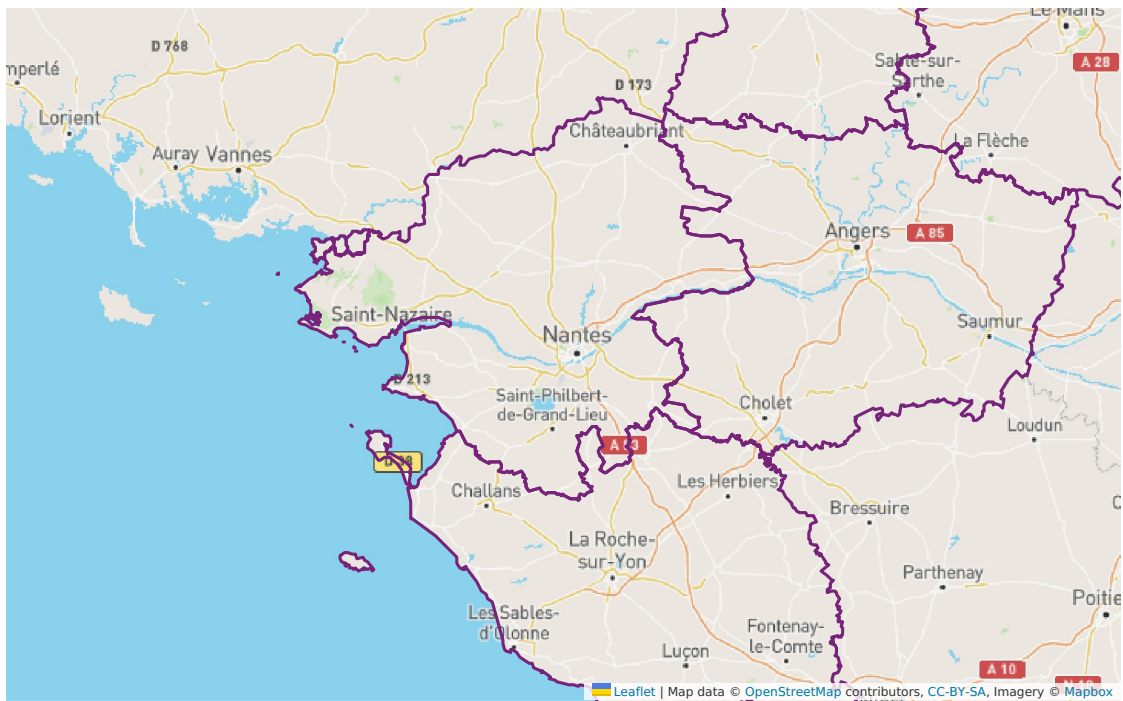 Le Mans
D 768
Sablé-sur-
Sarthe
A 28
mperlé
D 173
Lorient
Châteaubriant
La Flèche
Auray
Vannes
Angers
A 85
Saint-Nazaire
Saumur
Nantes
D 213
Saint-Philbert-
de-Grand-Lieu
Cholet
Loudun
A 83
D 38
Les Herbiers
Challans
Bressuire
La Roche-
sur-Yon
Parthenay
Poitie
Les Sables-
d'Olonne
Fontenay-
le-Comte
Luçon
A 10
Leaflet | Map data © OpenStreetMap contributors, CC-BY-SA, Imagery © Mapbox